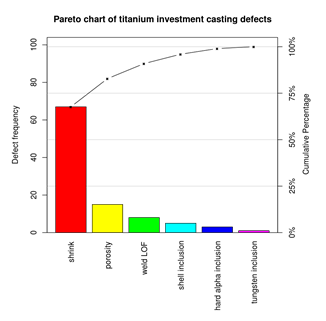 Pareto chart of titanium investment casting defects
Defect frequency
100
80
60
40
20
0
100%
75%
50%
25%
0%
Cumulative Percentage
shrink
porosity
weld LOF
shell inclusion
hard alpha inclusion
tungsten inclusion